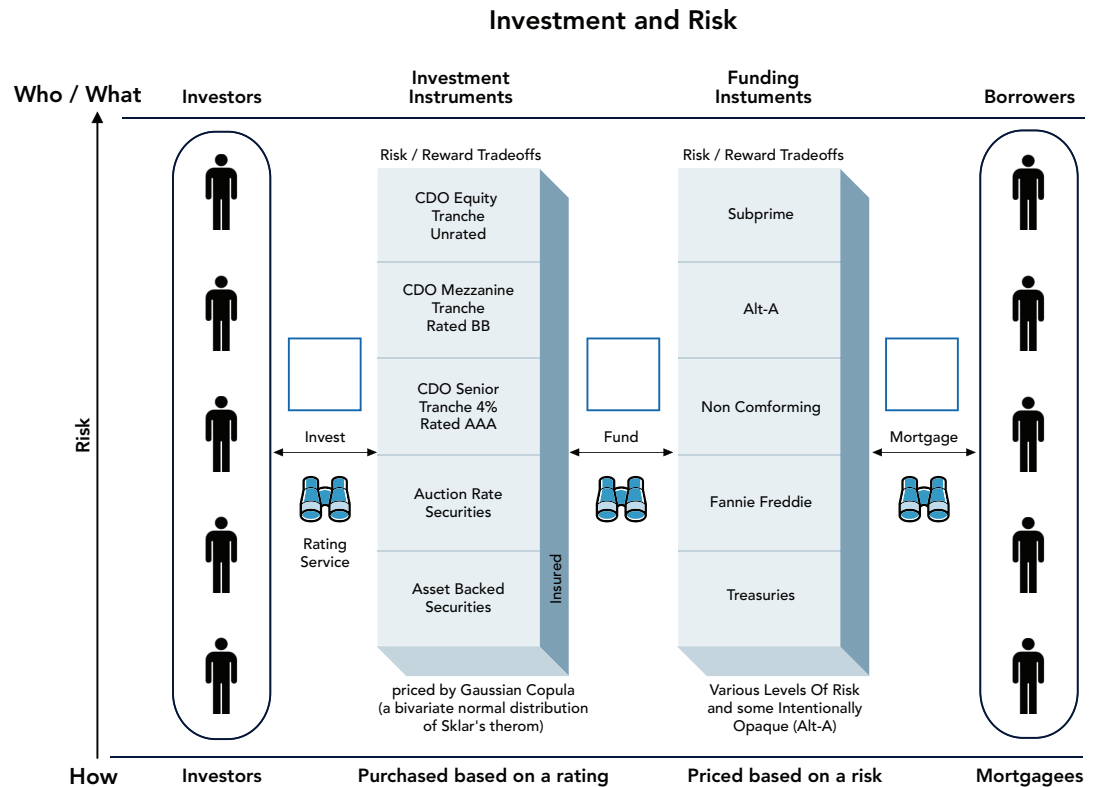 Investment and Risk
Who / What
Investors
Investment
Instruments
Funding
Instuments
Borrowers
Risk / Reward Tradeoffs
Risk / Reward Tradeoffs
CDO Equity
Tranche
Unrated
Subprime
CDO Mezzanine
Tranche
Rated BB
Alt-A
CDO Senior
Tranche 4%
Rated AAA
Non Comforming
Risk
Invest
Fund
Mortgage
Auction Rate
Securities
Fannie Freddie
Rating
Service
Insured
Asset Backed
Securities
Treasuries
priced by Gaussian Copula
(a bivariate normal distribution
of Sklar's therom)
Various Levels Of Risk
and some Intentionally
Opaque (Alt-A)
How
Investors
Purchased based on a rating
Priced based on a risk
Mortgagees